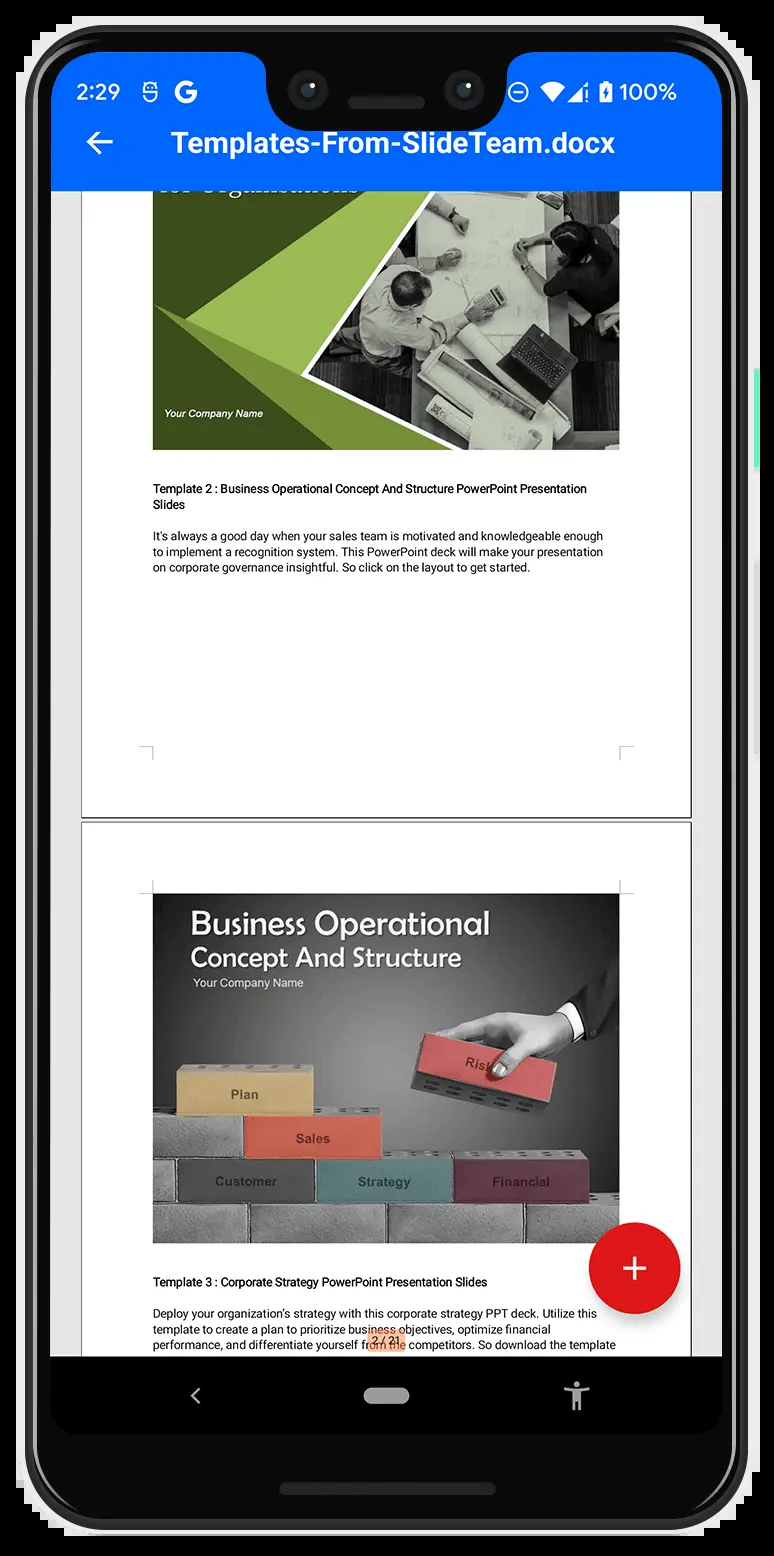 2:29
100%
Templates-From-SlideTeam.docx
for Organisations
Your Company Name
Template 2 : Business Operational Concept And Structure PowerPoint Presentation
Slides
It's always a good day when your sales team is motivated and knowledgeable enough
to implement a recognition system. This PowerPoint deck will make your presentation
on corporate governance insightful. So click on the layout to get started.
Business Operational
Concept And Structure
Your Company Name
Risk
Plan
Sales
Customer
Strategy
Financial
Template 3 : Corporate Strategy PowerPoint Presentation Slides
Deploy your organization’s strategy with this corporate strategy PPT deck. Utilize this
template to create a plan to prioritize business objectives, optimize financial
performance, and differentiate yourself from the competitors. So download the template
2 / 21